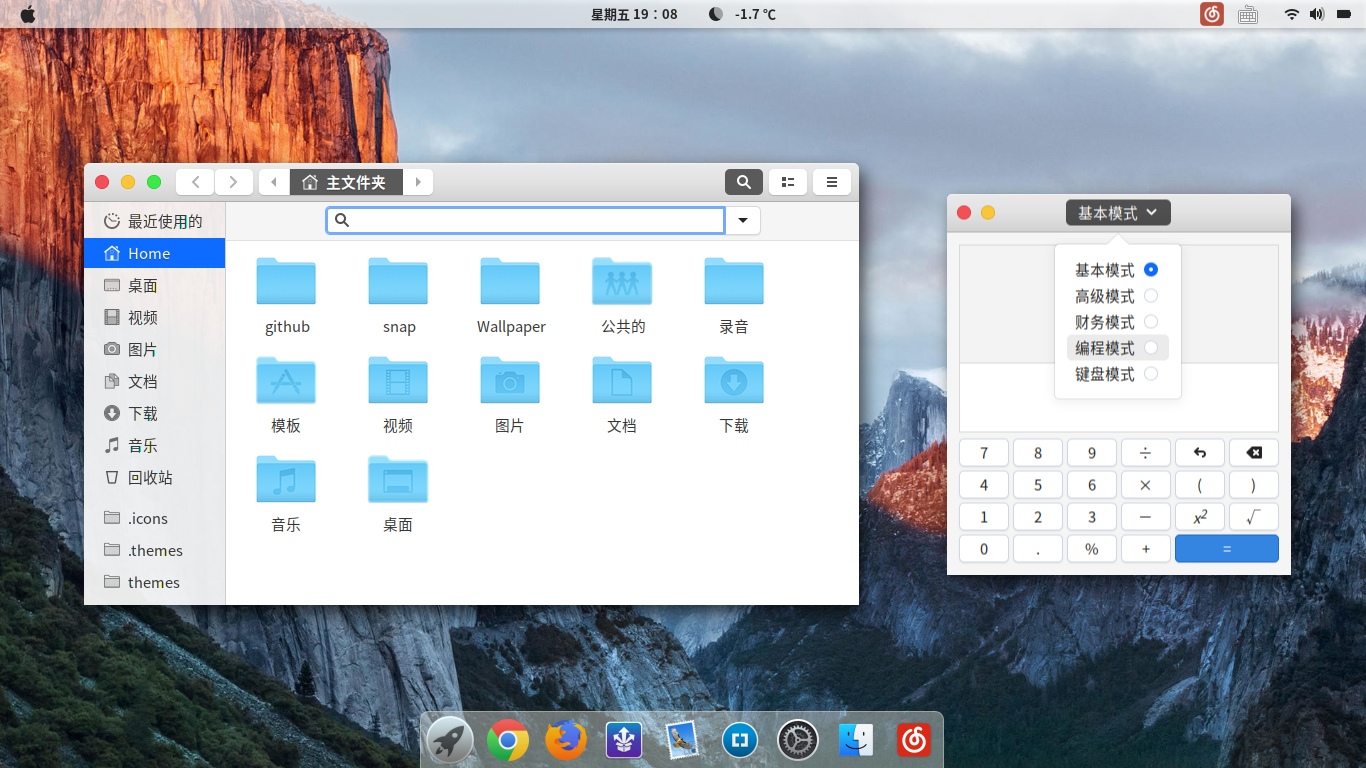 星期五 19：08
-1.7 ℃
主文件夹
最近使用的
Home
桌面
视频
图片
文档
下载
音乐
回收站
.icons
.themes
themes
github
snap
Wallpaper
公共的
录音
模板
视频
图片
文档
下载
音乐
桌面
基本模式
基本模式
高级模式
财务模式
编程模式
键盘模式
7 8 9 ÷
4 5 6 × ( )
1 2 3 − x² √
0 . % + =